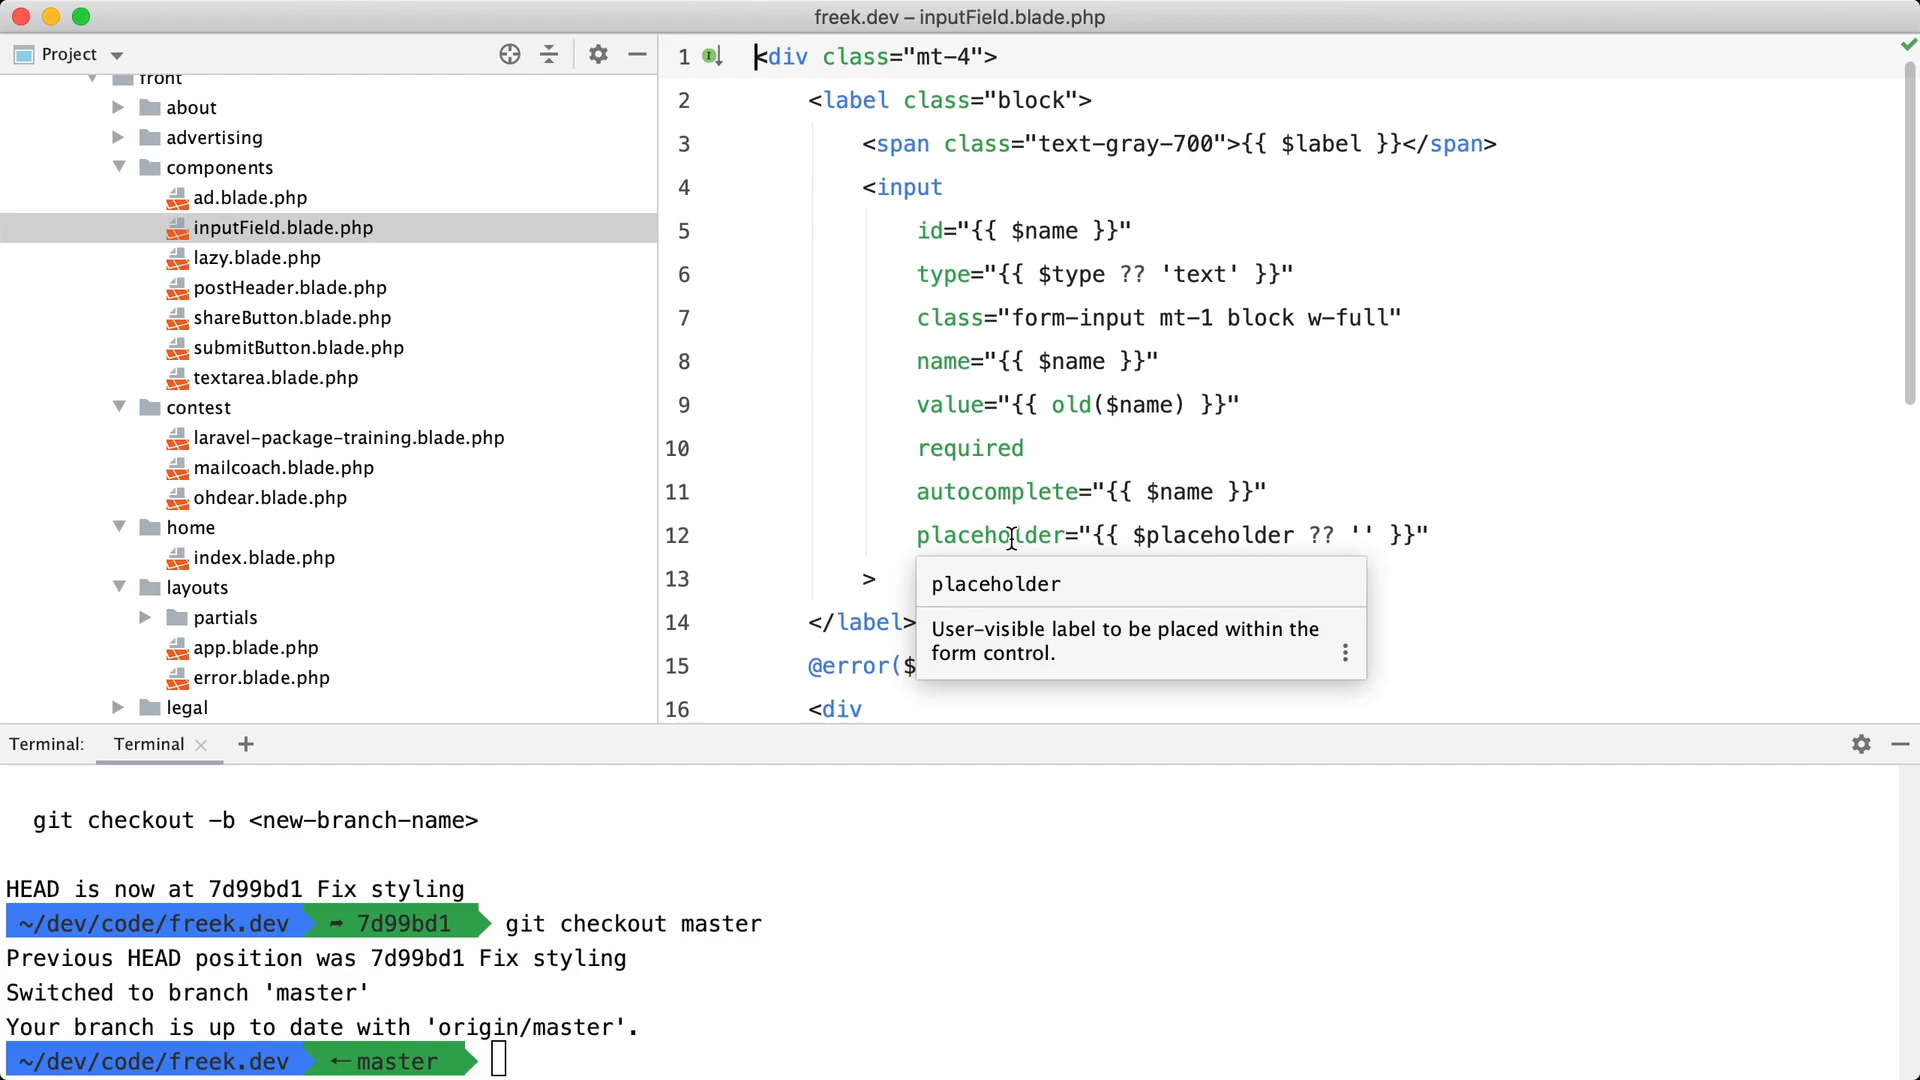 freek.dev – inputField.blade.php
Project
front
about
advertising
components
ad.blade.php
inputField.blade.php
lazy.blade.php
postHeader.blade.php
shareButton.blade.php
submitButton.blade.php
textarea.blade.php
contest
laravel-package-training.blade.php
mailcoach.blade.php
ohdear.blade.php
home
index.blade.php
layouts
partials
app.blade.php
error.blade.php
legal
1 <div class="mt-4">
2 <label class="block">
3 <span class="text-gray-700">{{ $label }}</span>
4 <input
5 id="{{ $name }}"
6 type="{{ $type ?? 'text' }}"
7 class="form-input mt-1 block w-full"
8 name="{{ $name }}"
9 value="{{ old($name) }}"
10 required
11 autocomplete="{{ $name }}"
12 placeholder="{{ $placeholder ?? '' }}"
13 >
14 </label>
15 @error($
16 <div
placeholder
User-visible label to be placed within the
form control.
Terminal: Terminal
git checkout -b <new-branch-name>
HEAD is now at 7d99bd1 Fix styling
~/dev/code/freek.dev ➦ 7d99bd1 git checkout master
Previous HEAD position was 7d99bd1 Fix styling
Switched to branch 'master'
Your branch is up to date with 'origin/master'.
~/dev/code/freek.dev ← master